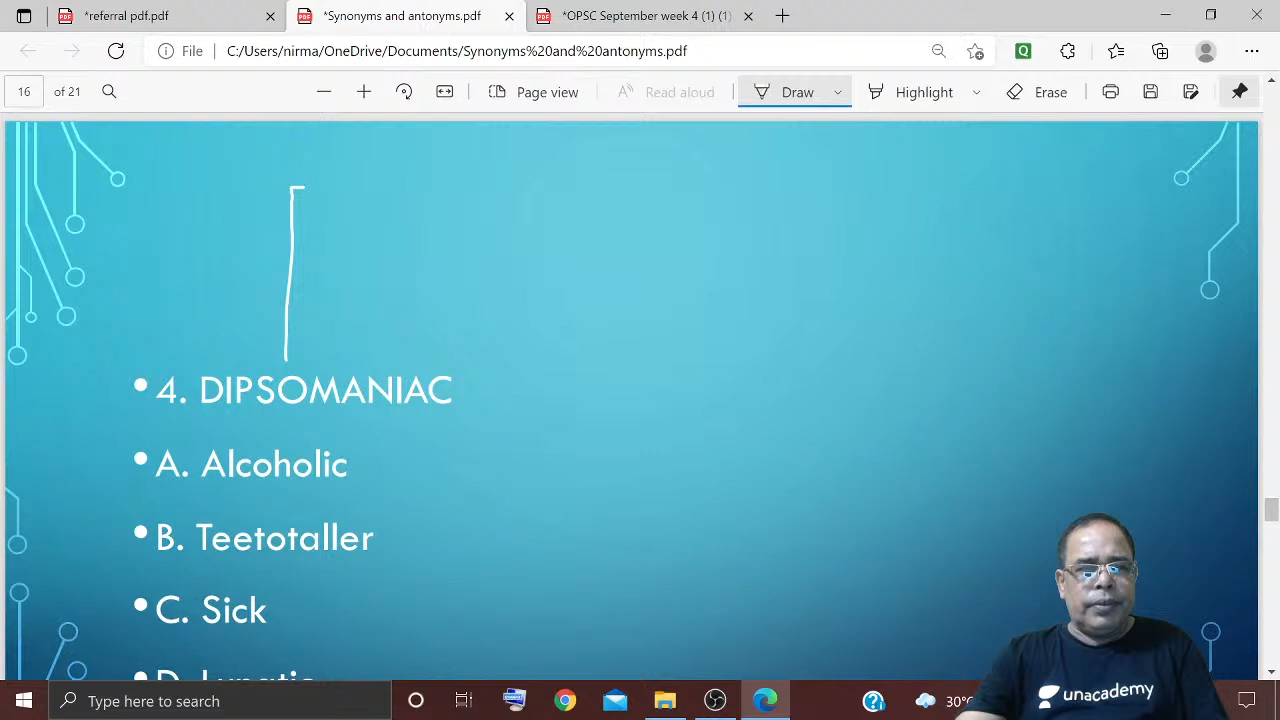 *referral pdf.pdf
*Synonyms and antonyms.pdf
*OPSC September week 4 (1) (1)
File
C:/Users/nirma/OneDrive/Documents/Synonyms%20and%20antonyms.pdf
16 of 21
Page view
Read aloud
Draw
Highlight
Erase
• 4. DIPSOMANIAC
• A. Alcoholic
• B. Teetotaller
• C. Sick
• D. Lunatic
unacademy
Type here to search
30°